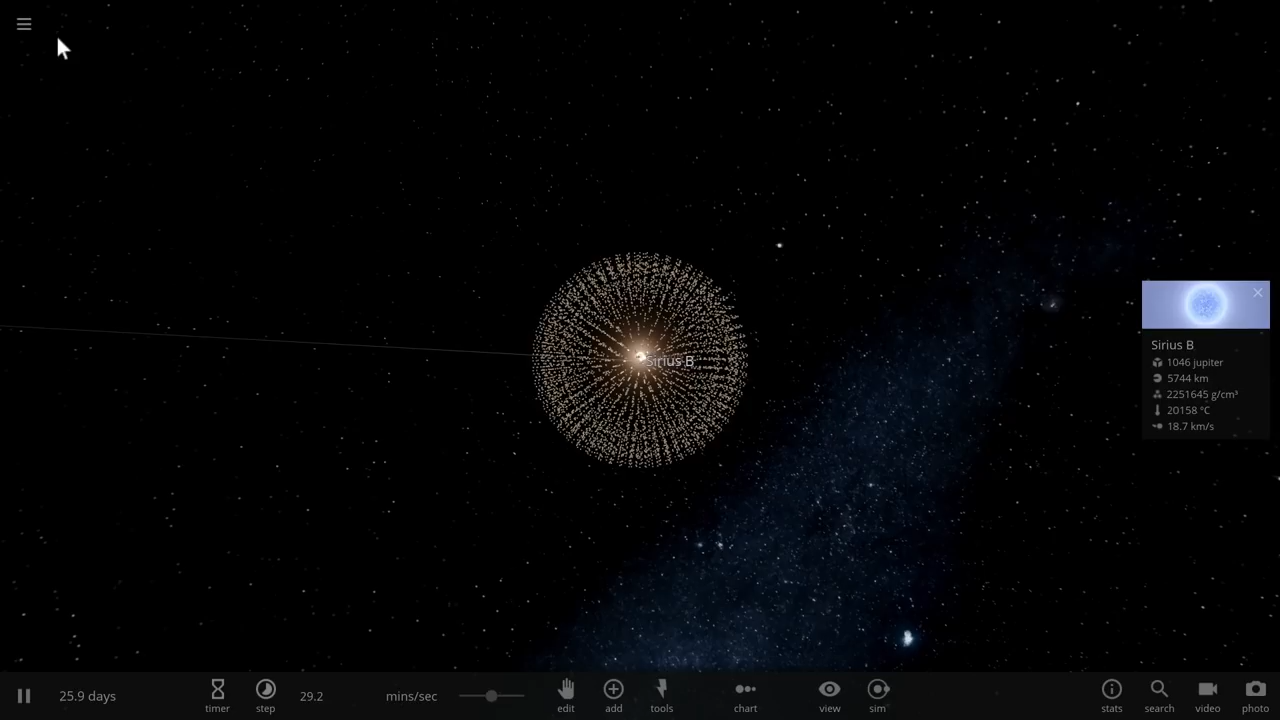 Sirius B
Sirius B
1046 jupiter
5744 km
2251645 g/cm³
20158 °C
18.7 km/s
25.9 days
timer
step
29.2
mins/sec
edit
add
tools
chart
view
sim
stats
search
video
photo